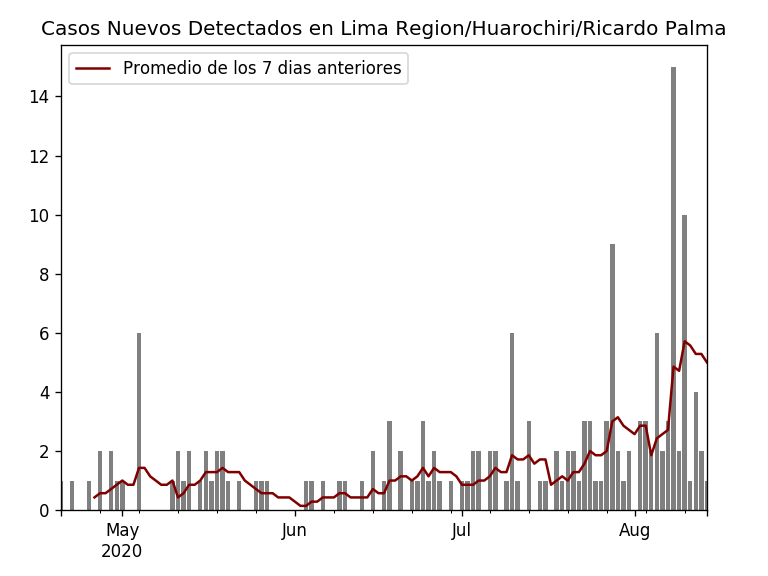 Casos Nuevos Detectados en Lima Region/Huarochiri/Ricardo Palma
Promedio de los 7 dias anteriores
14
12
10
8
6
4
2
0
May
2020
Jun
Jul
Aug